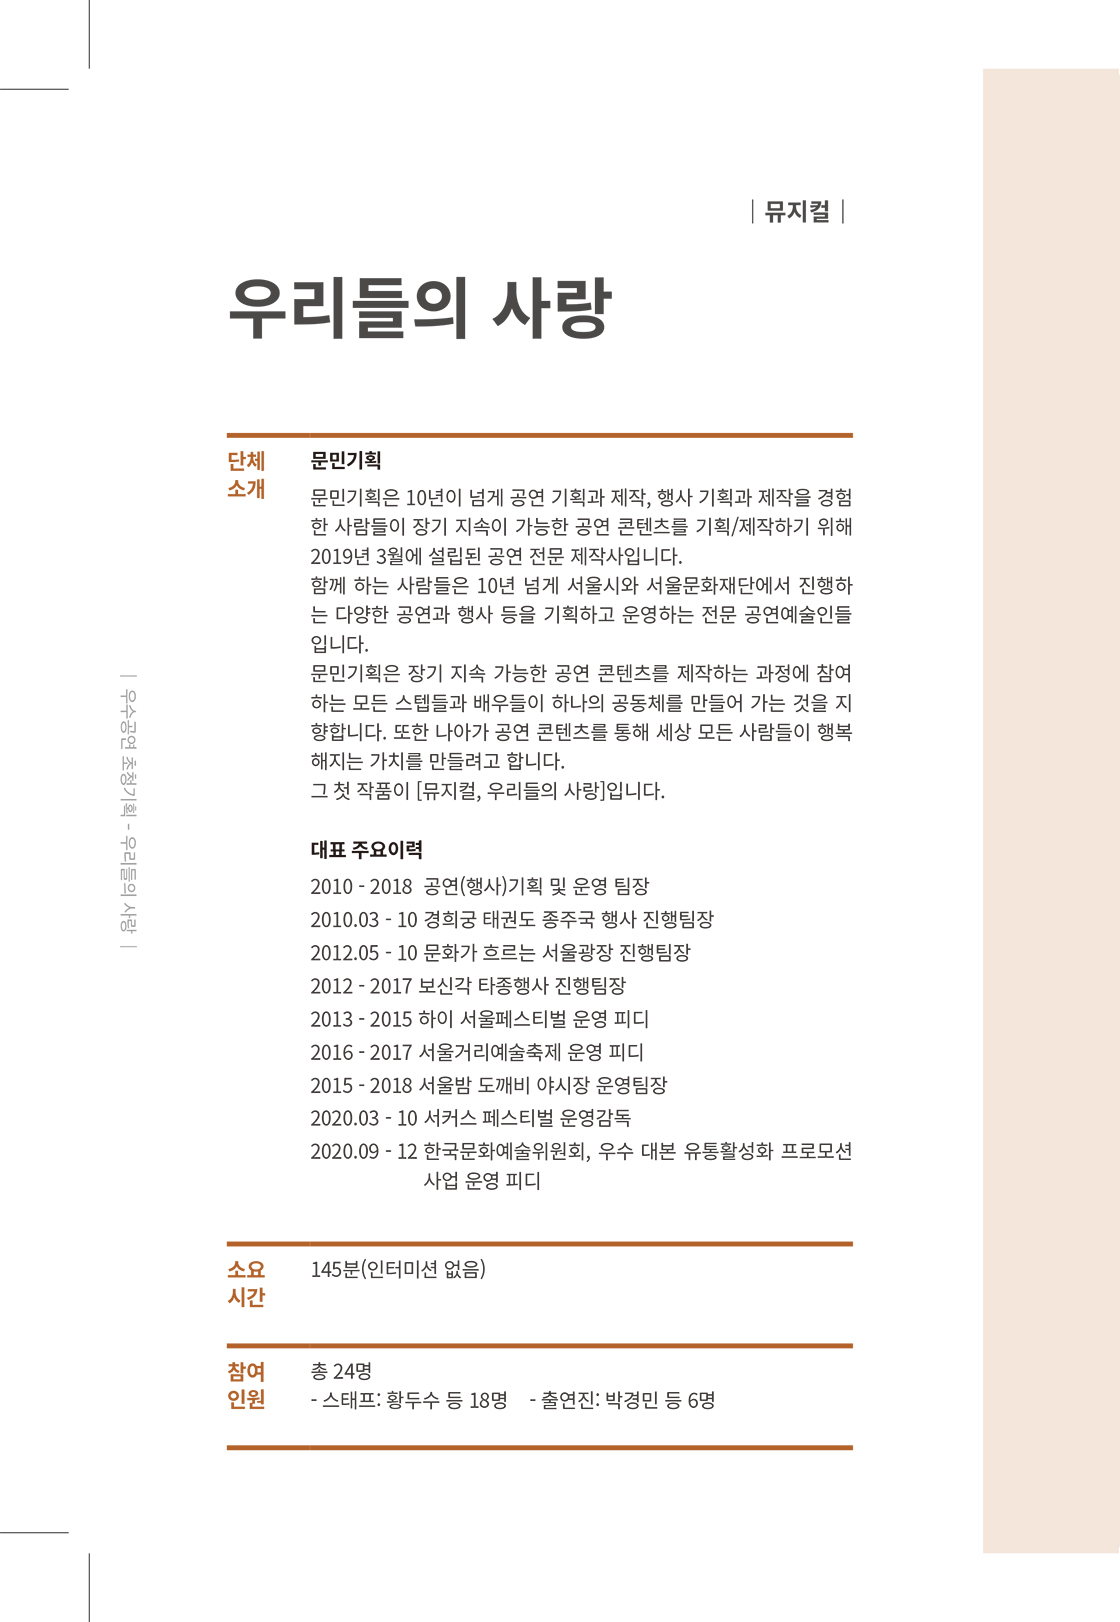 | 뮤지컬 |
우리들의 사랑
단체
소개
문민기획
문민기획은 10년이 넘게 공연 기획과 제작, 행사 기획과 제작을 경험
한 사람들이 장기 지속이 가능한 공연 콘텐츠를 기획/제작하기 위해
2019년 3월에 설립된 공연 전문 제작사입니다.
함께 하는 사람들은 10년 넘게 서울시와 서울문화재단에서 진행하
는 다양한 공연과 행사 등을 기획하고 운영하는 전문 공연예술인들
입니다.
문민기획은 장기 지속 가능한 공연 콘텐츠를 제작하는 과정에 참여
하는 모든 스텝들과 배우들이 하나의 공동체를 만들어 가는 것을 지
향합니다. 또한 나아가 공연 콘텐츠를 통해 세상 모든 사람들이 행복
해지는 가치를 만들려고 합니다.
그 첫 작품이 [뮤지컬, 우리들의 사랑]입니다.
대표 주요이력
2010 - 2018 공연(행사)기획 및 운영 팀장
2010.03 - 10 경희궁 태권도 종주국 행사 진행팀장
2012.05 - 10 문화가 흐르는 서울광장 진행팀장
2012 - 2017 보신각 타종행사 진행팀장
2013 - 2015 하이 서울페스티벌 운영 피디
2016 - 2017 서울거리예술축제 운영 피디
2015 - 2018 서울밤 도깨비 야시장 운영팀장
2020.03 - 10 서커스 페스티벌 운영감독
2020.09 - 12 한국문화예술위원회, 우수 대본 유통활성화 프로모션
사업 운영 피디
소요
시간
145분(인터미션 없음)
참여
인원
총 24명
- 스태프: 황두수 등 18명 - 출연진: 박경민 등 6명
| 우수공연 초청기획 - 우리들의 사랑 |